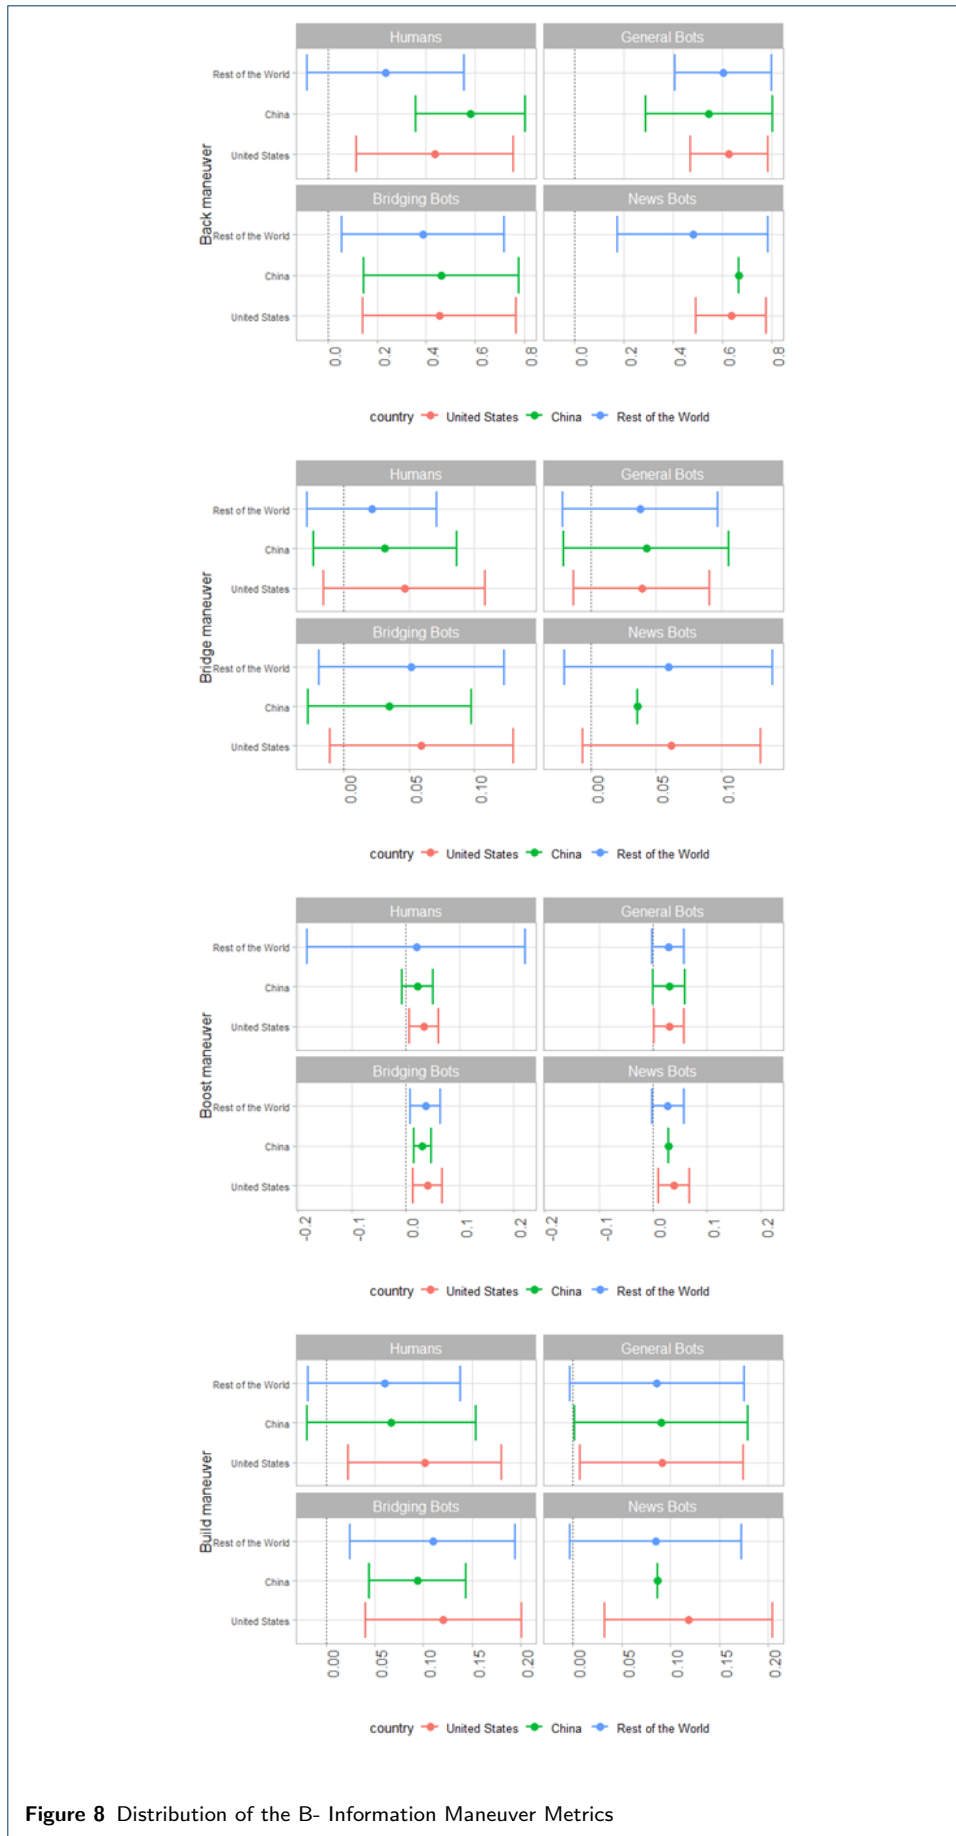 Humans General Bots
Rest of the World
China
United States
Back maneuver
Bridging Bots News Bots
Rest of the World
China
United States
0.0 0.2 0.4 0.6 0.8 0.0 0.2 0.4 0.6 0.8
country United States China Rest of the World
Humans General Bots
Rest of the World
China
United States
Bridge maneuver
Bridging Bots News Bots
Rest of the World
China
United States
0.00 0.05 0.10 0.00 0.05 0.10
country United States China Rest of the World
Humans General Bots
Rest of the World
China
United States
Boost maneuver
Bridging Bots News Bots
Rest of the World
China
United States
-0.2 -0.1 0.0 0.1 0.2 -0.2 -0.1 0.0 0.1 0.2
country United States China Rest of the World
Humans General Bots
Rest of the World
China
United States
Build maneuver
Bridging Bots News Bots
Rest of the World
China
United States
0.00 0.05 0.10 0.15 0.20 0.00 0.05 0.10 0.15 0.20
country United States China Rest of the World
Figure 8 Distribution of the B- Information Maneuver Metrics